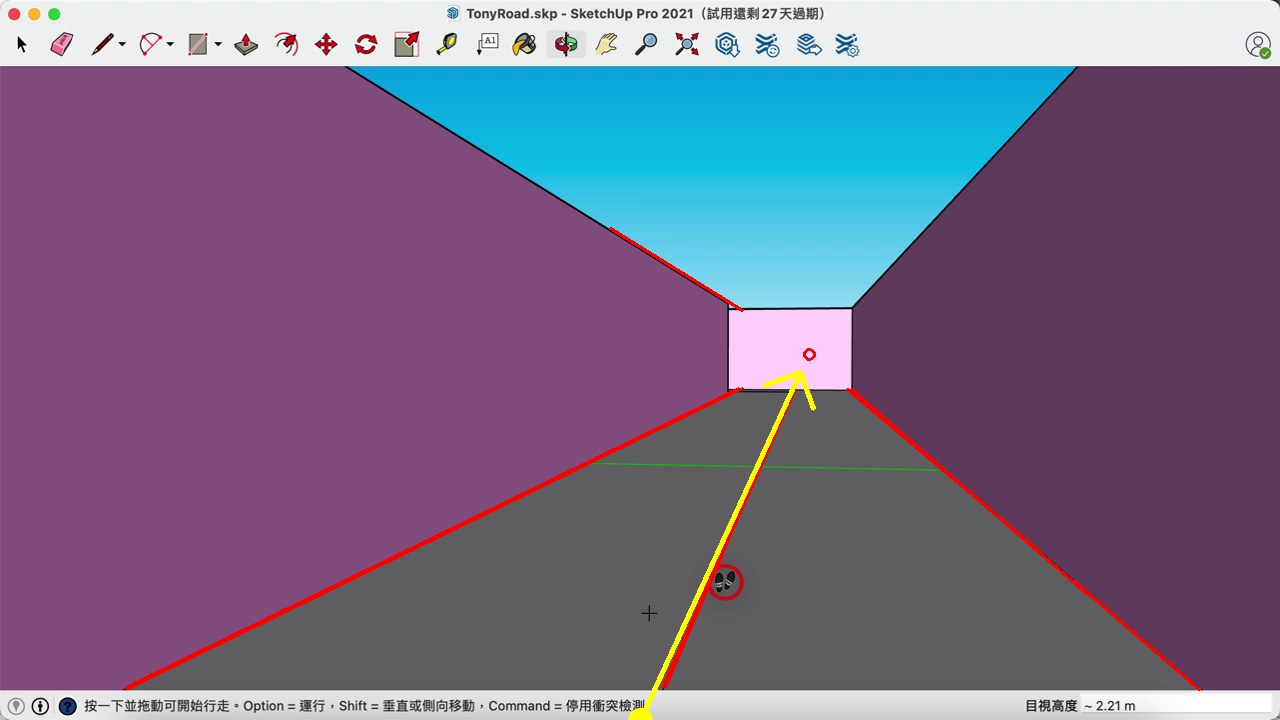 TonyRoad.skp - SketchUp Pro 2021（試用還剩 27 天過期）
A1
按一下並拖動可開始行走。Option = 運行，Shift = 垂直或側向移動，Command = 停用衝突檢測
目視高度 ~ 2.21 m